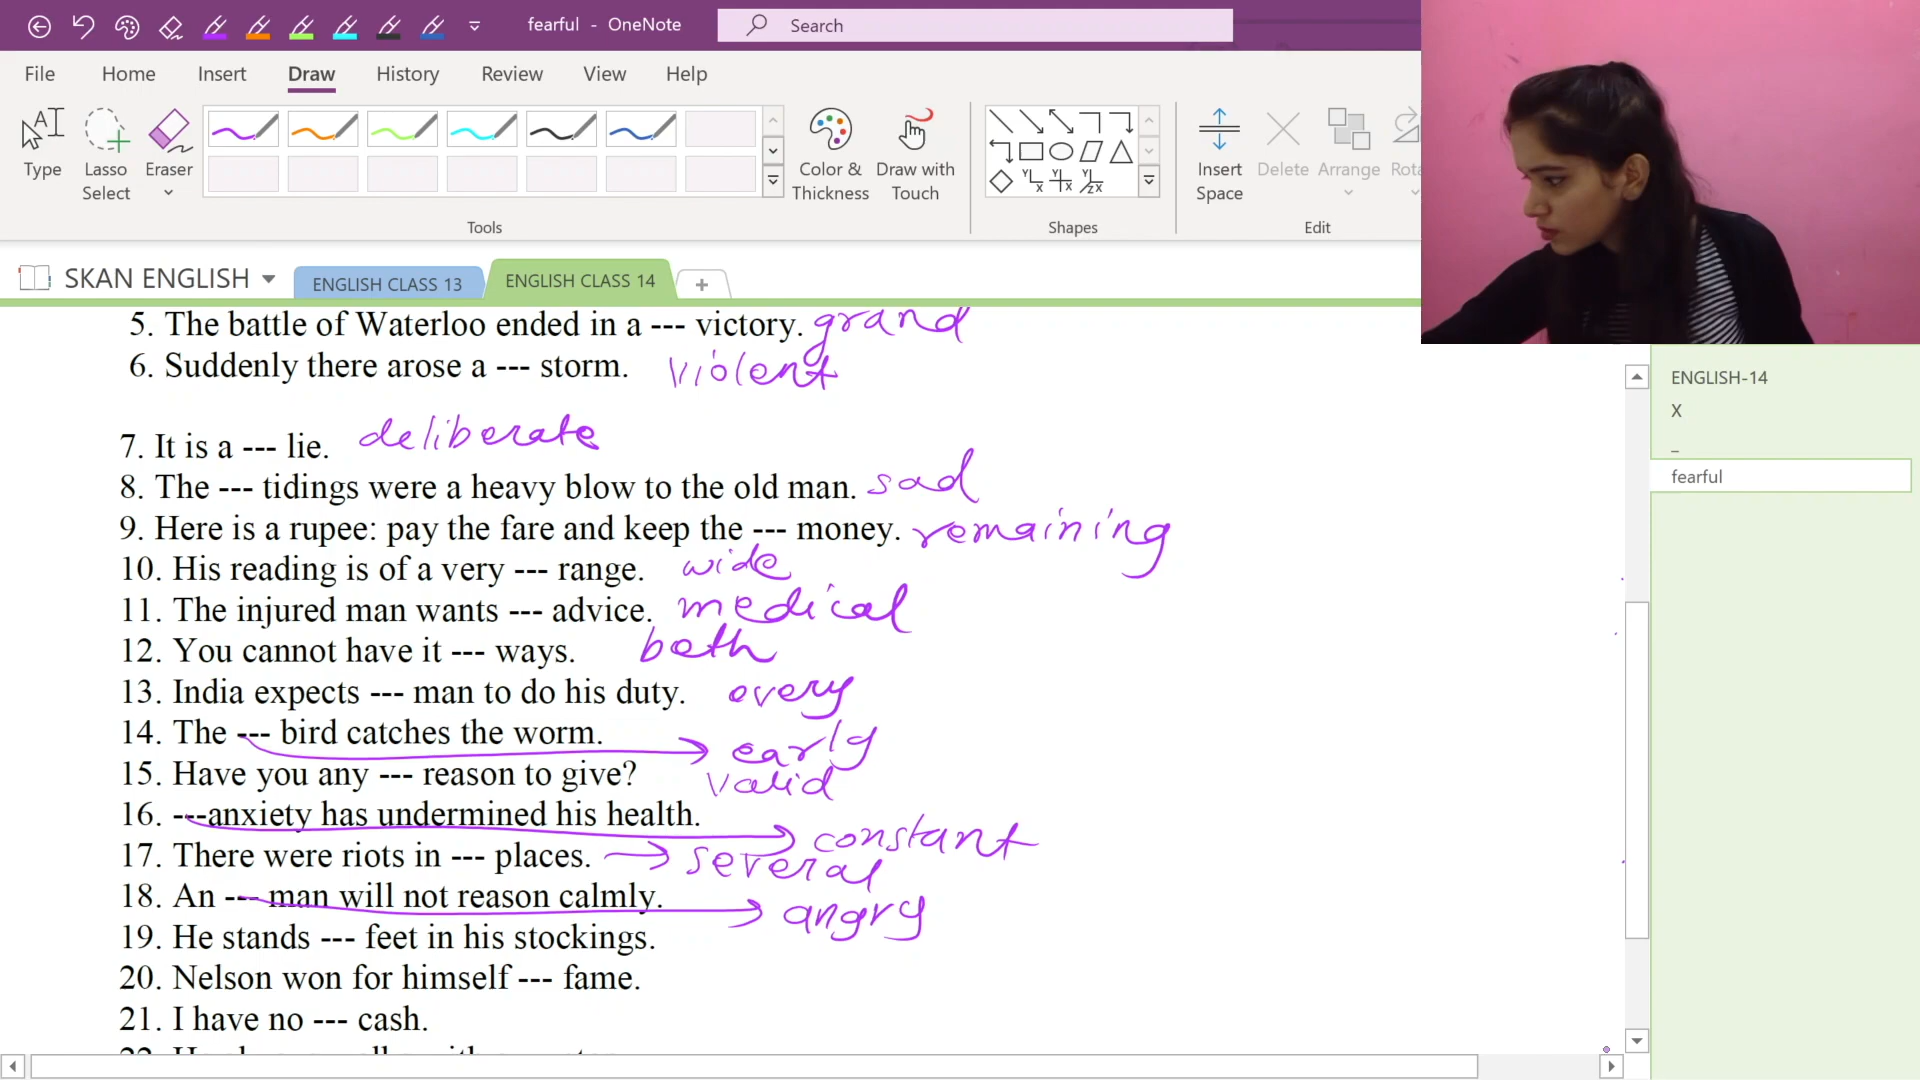 fearful - OneNote
Search
File Home Insert Draw History Review View Help
Type
Lasso Select
Eraser
Color & Thickness
Draw with Touch
Insert Space
Delete
Arrange
Rota
Tools
Shapes
Edit
SKAN ENGLISH
ENGLISH CLASS 13
ENGLISH CLASS 14
+
ENGLISH-14
X
_
fearful
5. The battle of Waterloo ended in a --- victory. grand
6. Suddenly there arose a --- storm. violent
7. It is a --- lie. deliberate
8. The --- tidings were a heavy blow to the old man. sad
9. Here is a rupee: pay the fare and keep the --- money. remaining
10. His reading is of a very --- range. wide
11. The injured man wants --- advice. medical
12. You cannot have it --- ways. both
13. India expects --- man to do his duty. every
14. The --- bird catches the worm. early
15. Have you any --- reason to give? valid
16. ---anxiety has undermined his health. constant
17. There were riots in --- places. several
18. An --- man will not reason calmly. angry
19. He stands --- feet in his stockings.
20. Nelson won for himself --- fame.
21. I have no --- cash.